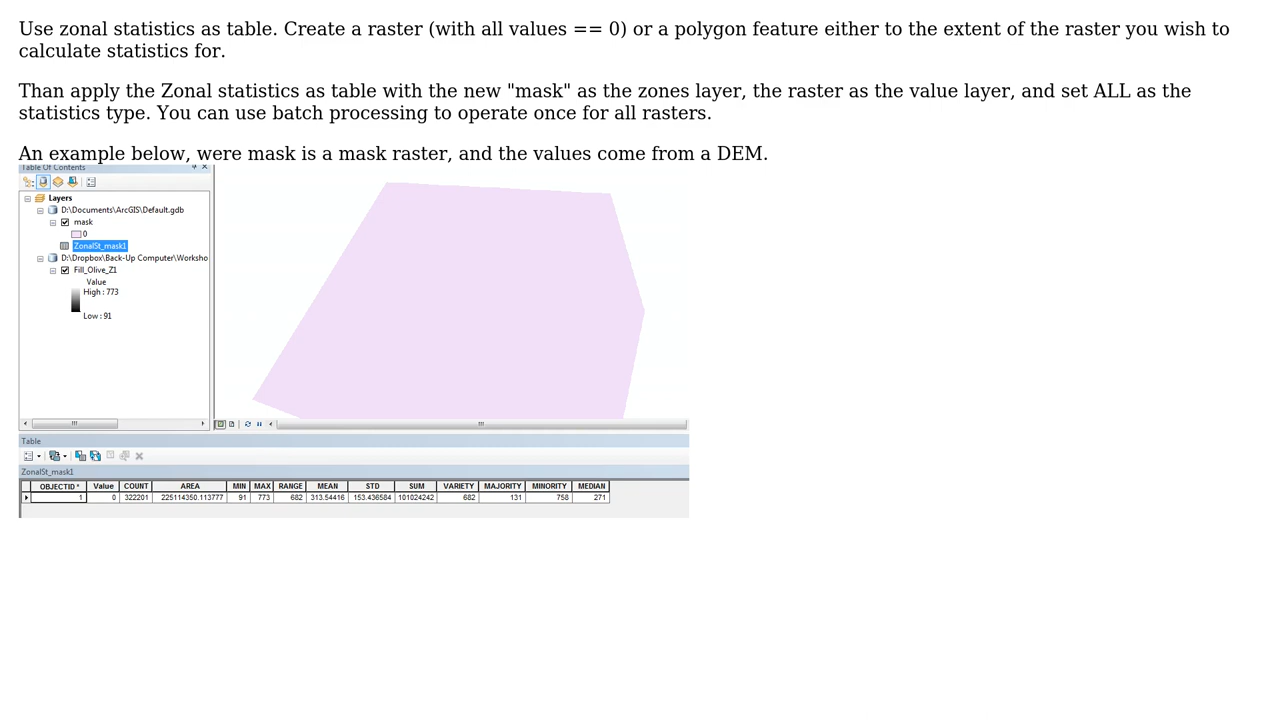 Use zonal statistics as table. Create a raster (with all values == 0) or a polygon feature either to the extent of the raster you wish to
calculate statistics for.
Than apply the Zonal statistics as table with the new "mask" as the zones layer, the raster as the value layer, and set ALL as the
statistics type. You can use batch processing to operate once for all rasters.
An example below, were mask is a mask raster, and the values come from a DEM.
Table Of Contents
Layers
D:\Documents\ArcGIS\Default.gdb
mask
0
ZonalSt_mask1
D:\Dropbox\Back-Up Computer\Worksho
Fill_Olive_Z1
Value
High : 773
Low : 91
Table
ZonalSt_mask1
OBJECTID * Value COUNT AREA MIN MAX RANGE MEAN STD SUM VARIETY MAJORITY MINORITY MEDIAN
1 0 322201 225114350.113777 91 773 682 313.54416 153.436584 101024242 682 131 758 271